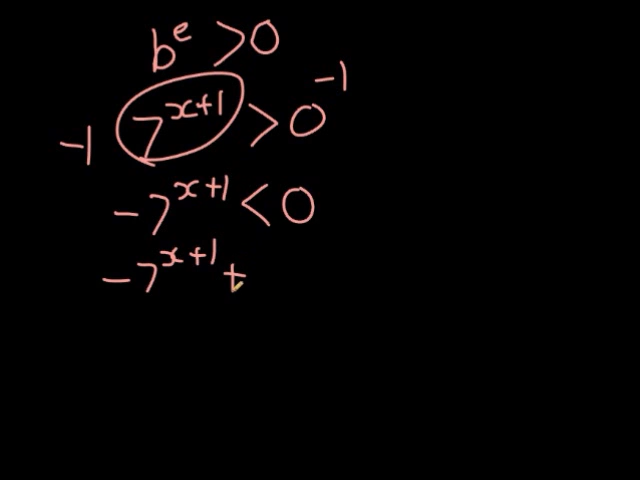 b^e > 0
-1 7^{x+1} > 0 -1
-7^{x+1} < 0
-7^{x+1} +